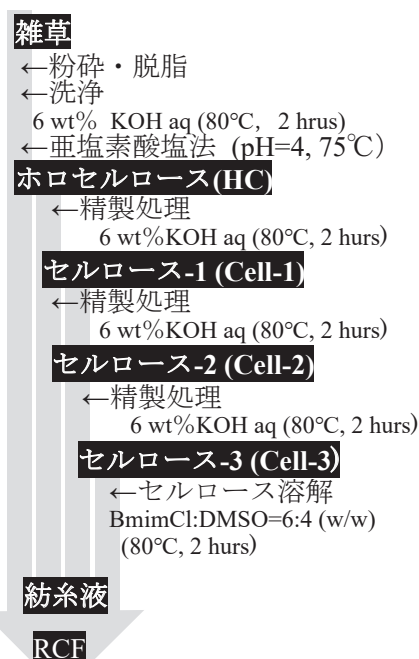 雑草
←粉砕・脱脂
←洗浄
6 wt% KOH aq (80℃, 2 hrus)
←亜塩素酸塩法 (pH=4, 75℃)
ホロセルロース(HC)
←精製処理
6 wt%KOH aq (80℃, 2 hurs)
セルロース-1 (Cell-1)
←精製処理
6 wt%KOH aq (80℃, 2 hurs)
セルロース-2 (Cell-2)
←精製処理
6 wt%KOH aq (80℃, 2 hurs)
セルロース-3 (Cell-3)
←セルロース溶解
BmimCl:DMSO=6:4 (w/w)
(80℃, 2 hurs)
紡糸液
RCF